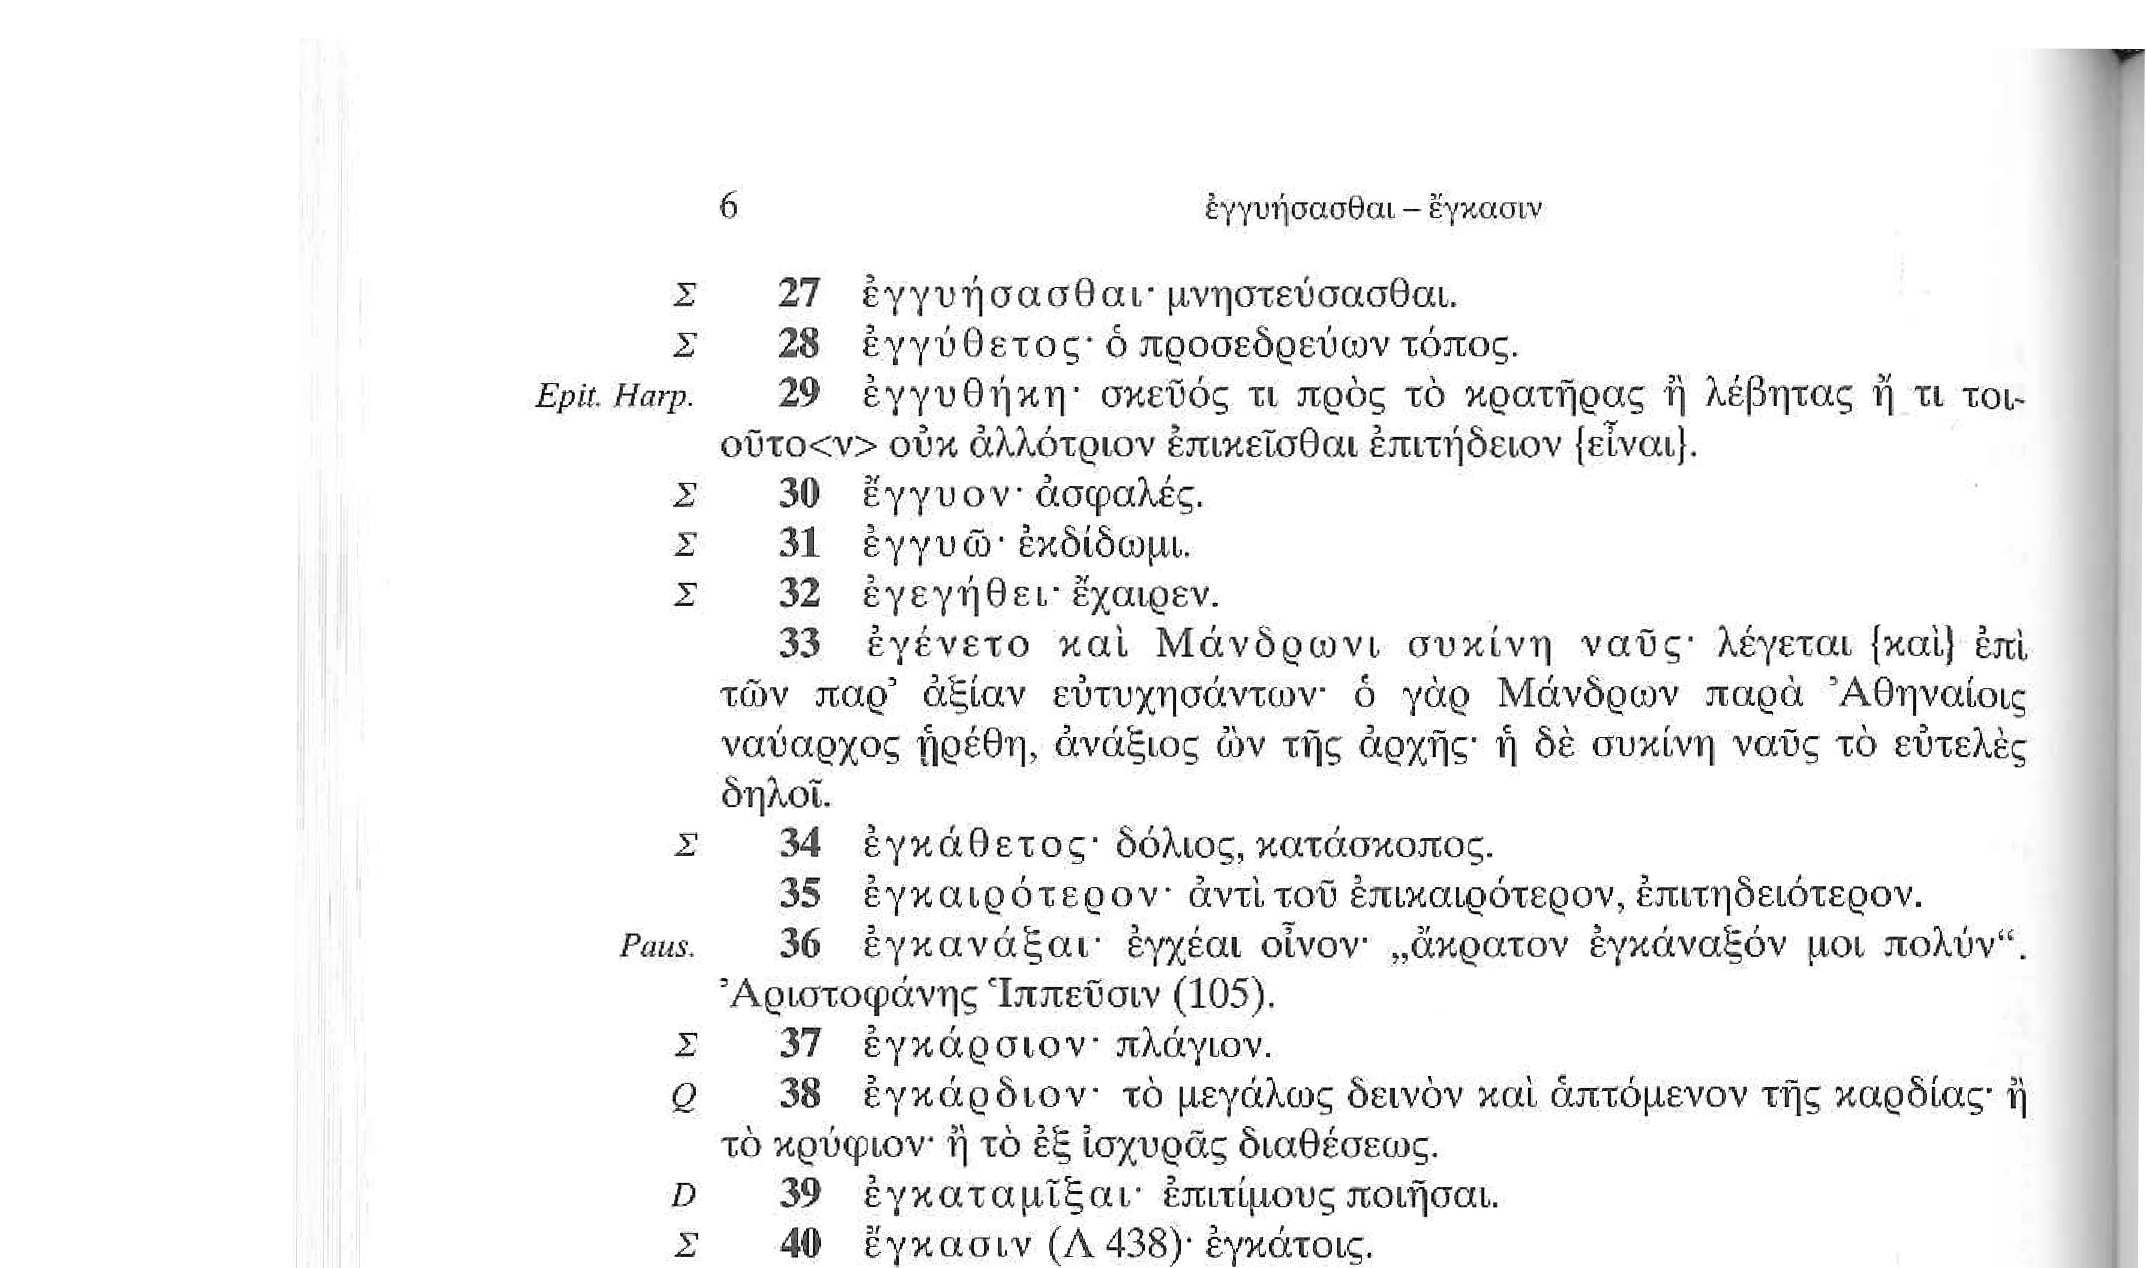 6 ἐγγυήσασθαι – ἔγκασιν
Σ 27 ἐγγυήσασθαι· μνηστεύσασθαι.
Σ 28 ἐγγύθετος· ὁ προσεδρεύων τόπος.
Epit. Harp. 29 ἐγγυθήκη· σκεῦός τι πρὸς τὸ κρατῆρας ἢ λέβητας ἤ τι τοι-
οῦτο<ν> οὐκ ἀλλότριον ἐπικεῖσθαι ἐπιτήδειον {εἶναι}.
Σ 30 ἔγγυον· ἀσφαλές.
Σ 31 ἐγγυῶ· ἐκδίδωμι.
Σ 32 ἐγεγήθει· ἔχαιρεν.
33 ἐγένετο καὶ Μάνδρωνι συκίνη ναῦς· λέγεται {καὶ} ἐπὶ
τῶν παρ’ ἀξίαν εὐτυχησάντων· ὁ γὰρ Μάνδρων παρὰ Ἀθηναίοις
ναύαρχος ᾑρέθη, ἀνάξιος ὢν τῆς ἀρχῆς· ἡ δὲ συκίνη ναῦς τὸ εὐτελὲς
δηλοῖ.
Σ 34 ἐγκάθετος· δόλιος, κατάσκοπος.
35 ἐγκαιρότερον· ἀντὶ τοῦ ἐπικαιρότερον, ἐπιτηδειότερον.
Paus. 36 ἐγκανάξαι· ἐγχέαι οἶνον· „ἄκρατον ἐγκάναξόν μοι πολύν“.
Ἀριστοφάνης Ἱππεῦσιν (105).
Σ 37 ἐγκάρσιον· πλάγιον.
Q 38 ἐγκάρδιον· τὸ μεγάλως δεινὸν καὶ ἁπτόμενον τῆς καρδίας· ἢ
τὸ κρύφιον· ἢ τὸ ἐξ ἰσχυρᾶς διαθέσεως.
D 39 ἐγκαταμῖξαι· ἐπιτίμους ποιῆσαι.
Σ 40 ἔγκασιν (Λ 438)· ἐγκάτοις.